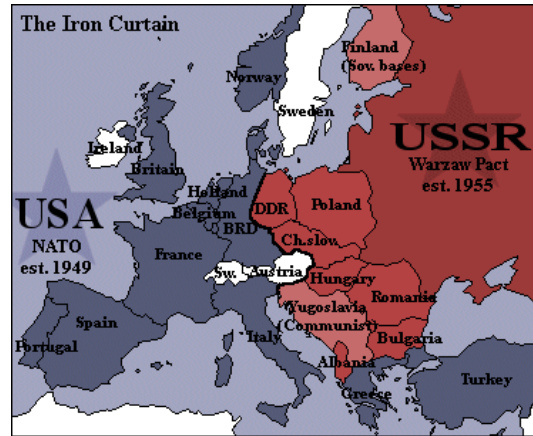 The Iron Curtain
Finland
(Sov. bases)
Norway
Sweden
USSR
Warzaw Pact
est. 1955
Ireland
Britain
Holland
Belgium
BRD
DDR
Poland
USA
NATO
est. 1949
France
Ch.slov.
Sw.
Austria
Hungary
Romania
Yugoslavia
(Communist)
Spain
Portugal
Italy
Bulgaria
Albania
Greece
Turkey